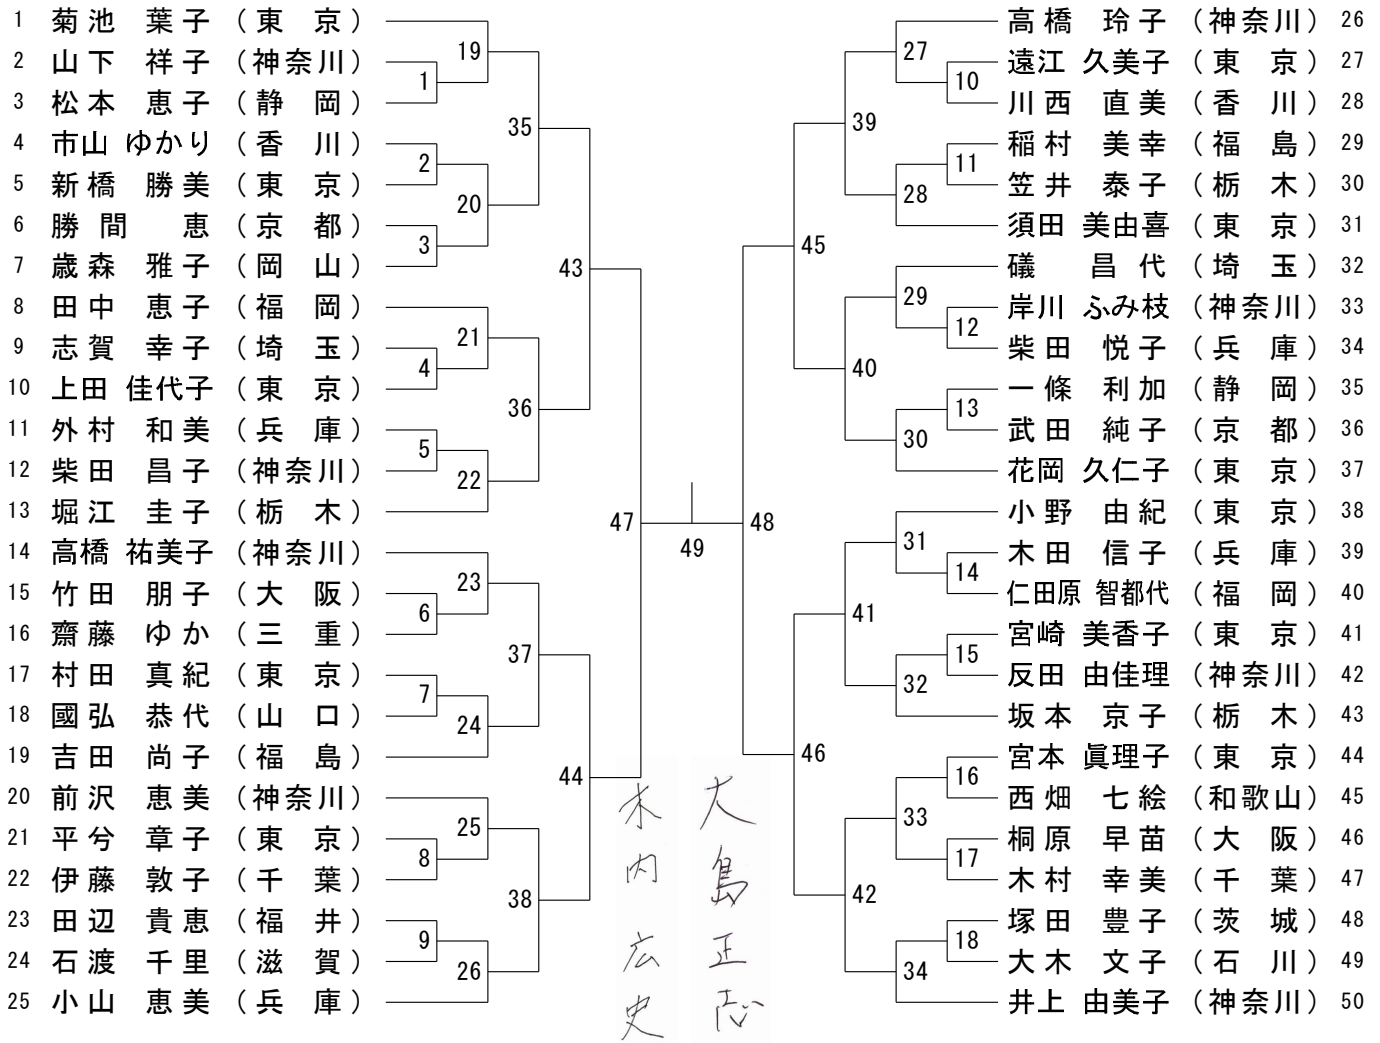 1 菊池 葉子 （東 京）
2 山下 祥子 （神奈川）
3 松本 恵子 （静 岡）
4 市山 ゆかり （香 川）
5 新橋 勝美 （東 京）
6 勝間 恵 （京 都）
7 歳森 雅子 （岡 山）
8 田中 恵子 （福 岡）
9 志賀 幸子 （埼 玉）
10 上田 佳代子 （東 京）
11 外村 和美 （兵 庫）
12 柴田 昌子 （神奈川）
13 堀江 圭子 （栃 木）
14 高橋 祐美子 （神奈川）
15 竹田 朋子 （大 阪）
16 齋藤 ゆか （三 重）
17 村田 真紀 （東 京）
18 國弘 恭代 （山 口）
19 吉田 尚子 （福 島）
20 前沢 恵美 （神奈川）
21 平兮 章子 （東 京）
22 伊藤 敦子 （千 葉）
23 田辺 貴恵 （福 井）
24 石渡 千里 （滋 賀）
25 小山 恵美 （兵 庫）
1
2
3
4
5
6
7
8
9
19
20
21
22
23
24
25
26
35
36
37
38
43
44
47
49
48
45
46
39
40
41
42
27
28
29
30
31
32
33
34
10
11
12
13
14
15
16
17
18
高橋 玲子 （神奈川） 26
遠江 久美子 （東 京） 27
川西 直美 （香 川） 28
稲村 美幸 （福 島） 29
笠井 泰子 （栃 木） 30
須田 美由喜 （東 京） 31
礒 昌代 （埼 玉） 32
岸川 ふみ枝 （神奈川） 33
柴田 悦子 （兵 庫） 34
一條 利加 （静 岡） 35
武田 純子 （京 都） 36
花岡 久仁子 （東 京） 37
小野 由紀 （東 京） 38
木田 信子 （兵 庫） 39
仁田原 智都代 （福 岡） 40
宮崎 美香子 （東 京） 41
反田 由佳理 （神奈川） 42
坂本 京子 （栃 木） 43
宮本 眞理子 （東 京） 44
西畑 七絵 （和歌山） 45
桐原 早苗 （大 阪） 46
木村 幸美 （千 葉） 47
塚田 豊子 （茨 城） 48
大木 文子 （石 川） 49
井上 由美子 （神奈川） 50
大島正志
木内広史